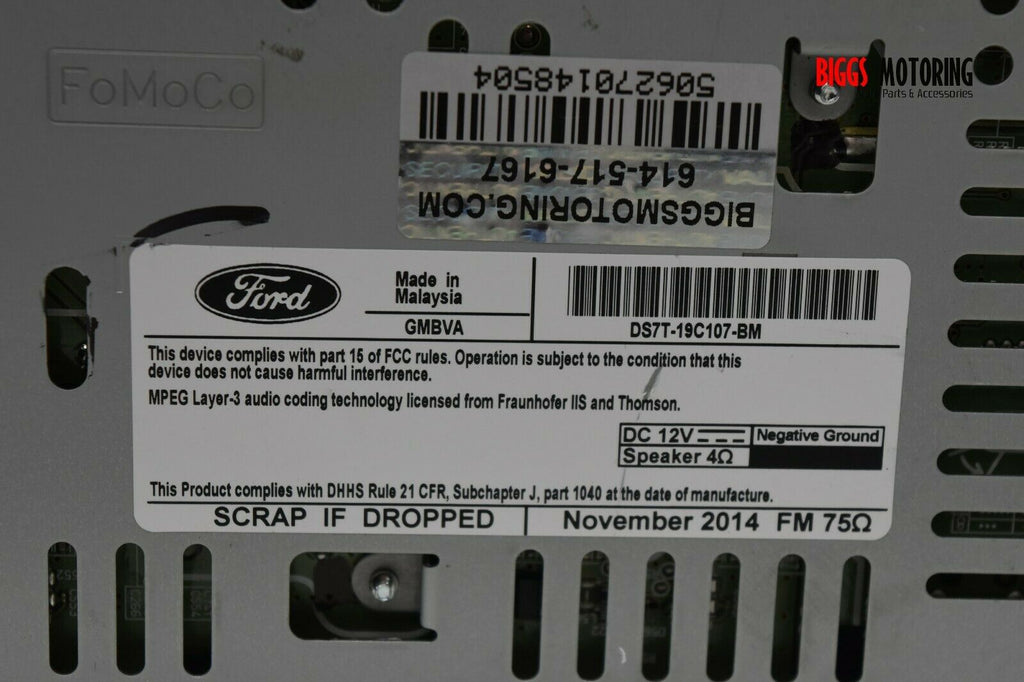 FoMoCo
506270148504
614-517-6167
BIGGSMOTORING.COM
BIGGS MOTORING
Parts & Accessories
Ford
Made in
Malaysia
GMBVA
DS7T-19C107-BM
This device complies with part 15 of FCC rules. Operation is subject to the condition that this
device does not cause harmful interference.
MPEG Layer-3 audio coding technology licensed from Fraunhofer IIS and Thomson.
DC 12V Negative Ground
Speaker 4Ω
This Product complies with DHHS Rule 21 CFR, Subchapter J, part 1040 at the date of manufacture.
SCRAP IF DROPPED
November 2014 FM 75Ω